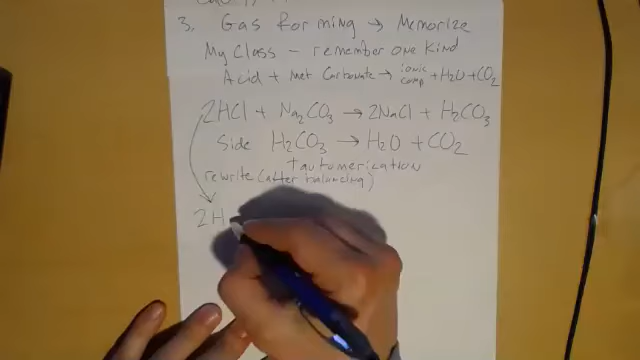 3. Gas forming → Memorize
My Class - remember one kind
Acid + Met Carbonate → ionic comp + H2O + CO2
2HCl + Na2CO3 → 2NaCl + H2CO3
Side H2CO3 → H2O + CO2
tautomerication
rewrite (after balancing)
2H